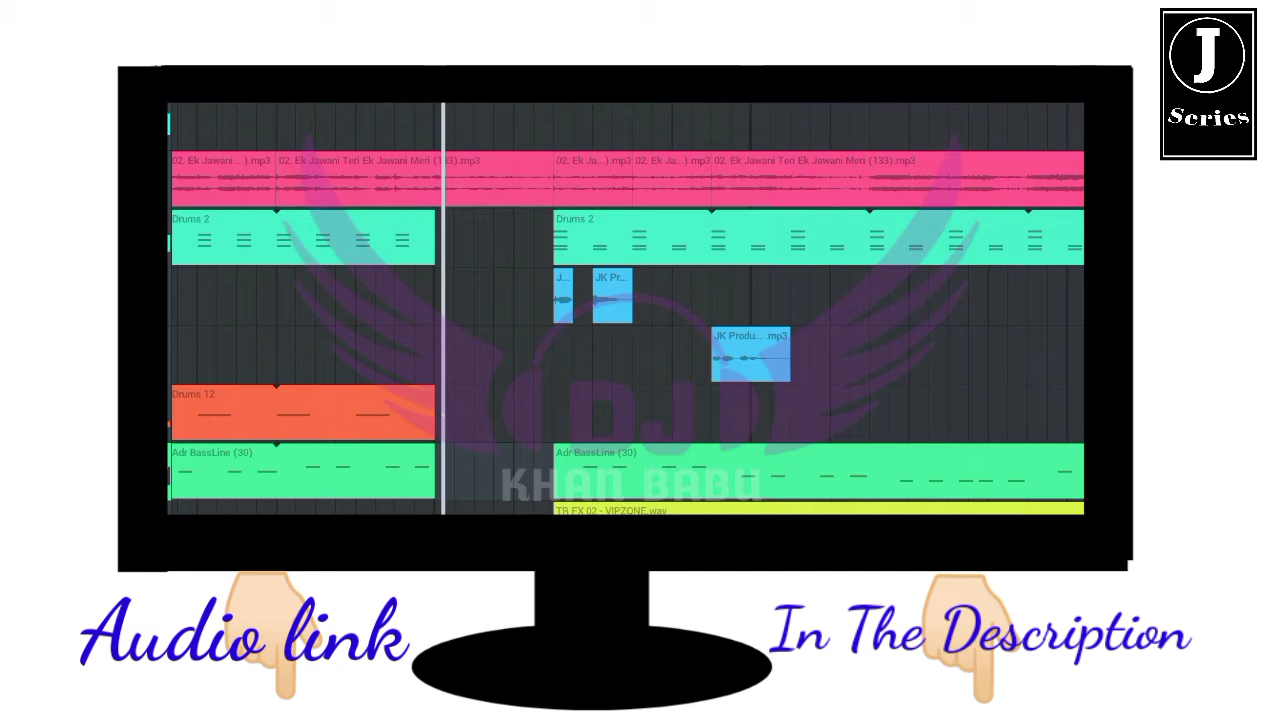 J
Series
02. Ek Jawani ...).mp3
02. Ek Jawani Teri Ek Jawani Meri (133).mp3
02. Ek Ja...).mp3
02. Ek Ja...).mp3
02. Ek Jawani Teri Ek Jawani Meri (133).mp3
Drums 2
Drums 2
J...
JK Pr...
JK Produ... .mp3
Drums 12
DJ
Adr BassLine (30)
Adr BassLine (30)
KHAN BABU
TR FX 02 - VIPZONE.wav
Audio link
In The Description